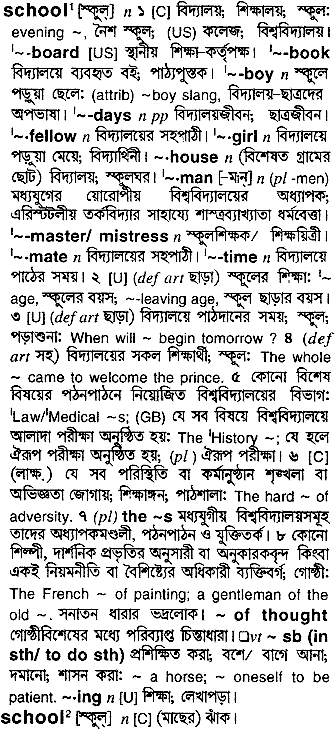 school¹ [স্কূল্] n ১ [C] বিদ্যালয়; শিক্ষালয়; স্কুল:
evening ~, নৈশ স্কুল; (US) কলেজ; বিশ্ববিদ্যালয়।
ˈ~-board [US] স্থানীয় শিক্ষা-কর্তৃপক্ষ। ˈ~-book
বিদ্যালয়ে ব্যবহৃত বই; পাঠ্যপুস্তক। ˈ~-boy n স্কুলে
পড়ুয়া ছেলে: (attrib) ~boy slang, বিদ্যালয়-ছাত্রদের
অপভাষা। ˈ~-days n pp বিদ্যালয়জীবন; ছাত্রজীবন।
ˈ~-fellow n বিদ্যালয়ের সহপাঠী। ˈ~-girl n বিদ্যালয়ে
পড়ুয়া মেয়ে; বিদ্যার্থিনী। ~-house n (বিশেষত গ্রামের
ছোট) বিদ্যালয়; স্কুলঘর। ˈ~-man [–মান্] n (pl -men)
মধ্যযুগের য়োরোপীয় বিশ্ববিদ্যালয়ের অধ্যাপক;
এরিস্টটলীয় তর্কবিদ্যার সাহায্যে শাস্ত্রব্যাখ্যাতা ধর্মবেত্তা।
ˈ~-master/ mistress n স্কুলশিক্ষক/ শিক্ষয়িত্রী।
ˈ~-mate n বিদ্যালয়ের সহপাঠী। ˈ~-time n বিদ্যালয়ে
পাঠের সময়। ২ [U] (def art ছাড়া) স্কুলের শিক্ষা: ˈ~
age, স্কুলের বয়স; ~-leaving age, স্কুল ছাড়ার বয়স।
৩ [U] (def art ছাড়া) বিদ্যালয়ে পাঠদানের সময়; স্কুল;
পড়াশুনা: When will ~ begin tomorrow ? ৪ (def
art সহ) বিদ্যালয়ের সকল শিক্ষার্থী; স্কুল: The whole
~ came to welcome the prince. ৫ কোনো বিশেষ
বিষয়ের পঠনপাঠনে নিয়োজিত বিশ্ববিদ্যালয়ের বিভাগ:
ˈLaw/ˈMedical ~s; (GB) যে সব বিষয়ে বিশ্ববিদ্যালয়ে
আলাদা পরীক্ষা অনুষ্ঠিত হয়: The ˈHistory ~; যে হলে
ঐরূপ পরীক্ষা অনুষ্ঠিত হয়; (pl) ঐরূপ পরীক্ষা। ৬ [C]
(লাক্ষ.) যে সব পরিস্থিতি বা কর্মানুষ্ঠান শৃঙ্খলা বা
অভিজ্ঞতা জোগায়; শিক্ষাঙ্গন; পাঠশালা: The hard ~ of
adversity. ৭ (pl) the ~s মধ্যযুগীয় বিশ্ববিদ্যালয়সমূহ
তাদের অধ্যাপকমণ্ডলী, পঠনপাঠন ও যুক্তিতর্ক। ৮ কোনো
শিল্পী, দার্শনিক প্রভৃতির অনুসারী বা অনুকারকবৃন্দ কিংবা
একই নিয়মনীতি বা বৈশিষ্ট্যের অধিকারী ব্যক্তিবর্গ; গোষ্ঠী:
The French ~ of painting; a gentleman of the
old ~. সনাতন ধারার ভদ্রলোক। ~ of thought
গোষ্ঠীবিশেষের মধ্যে পরিব্যাপ্ত চিন্তাধারা। □vt ~ sb (in
sth/ to do sth) প্রশিক্ষিত করা; বশে/ বাগে আনা;
দমানো; শাসন করা: ~ a horse; ~ oneself to be
patient. ~·ing n [U] শিক্ষা; লেখাপড়া।
school² [স্কূল্] n [C] (মাছের) ঝাঁক।